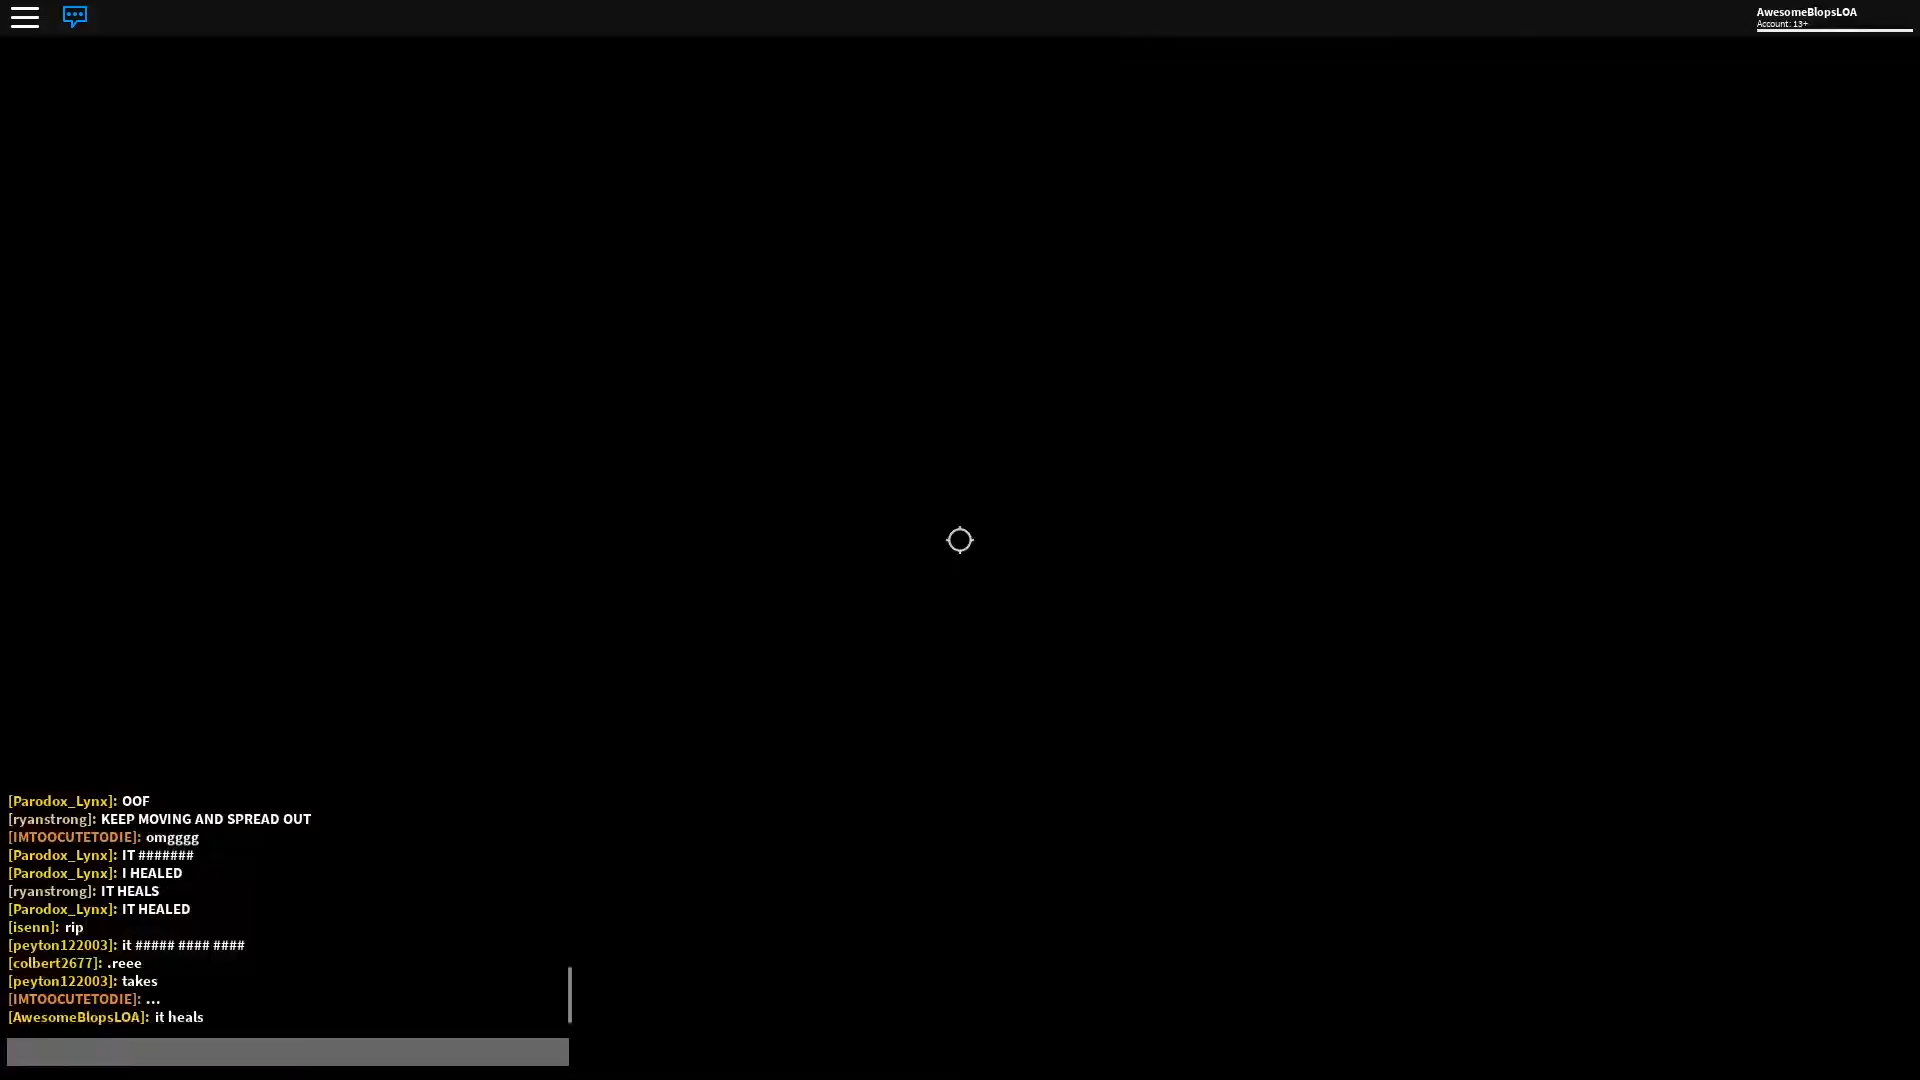 AwesomeBlopsLOA
Account: 13+
[Parodox_Lynx]: OOF
[ryanstrong]: KEEP MOVING AND SPREAD OUT
[IMTOOCUTETODIE]: omgggg
[Parodox_Lynx]: IT #######
[Parodox_Lynx]: I HEALED
[ryanstrong]: IT HEALS
[Parodox_Lynx]: IT HEALED
[isenn]: rip
[peyton122003]: it ##### #### ####
[colbert2677]: .reee
[peyton122003]: takes
[IMTOOCUTETODIE]: ...
[AwesomeBlopsLOA]: it heals